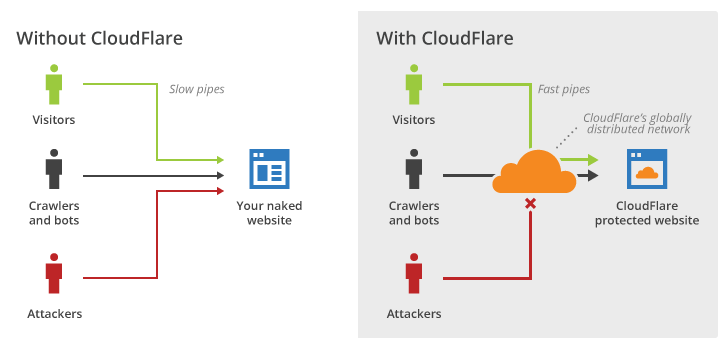 Without CloudFlare
Visitors
Slow pipes
Crawlers
and bots
Your naked
website
Attackers
With CloudFlare
Visitors
Fast pipes
CloudFlare's globally
distributed network
Crawlers
and bots
CloudFlare
protected website
Attackers